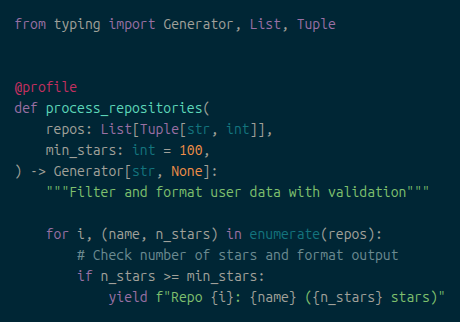 from typing import Generator, List, Tuple
@profile
def process_repositories(
    repos: List[Tuple[str, int]],
    min_stars: int = 100,
) -> Generator[str, None]:
    """Filter and format user data with validation"""
    for i, (name, n_stars) in enumerate(repos):
        # Check number of stars and format output
        if n_stars >= min_stars:
            yield f"Repo {i}: {name} ({n_stars} stars)"